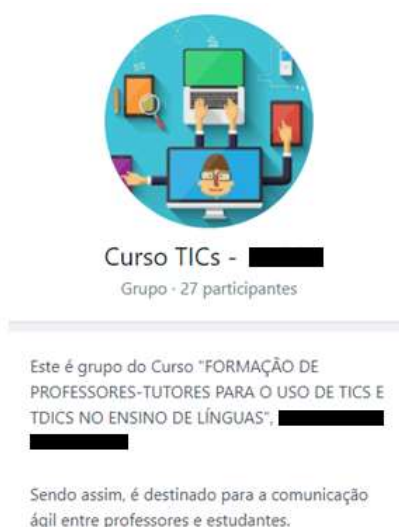 Curso TICs -
Grupo · 27 participantes
Este é grupo do Curso "FORMAÇÃO DE
PROFESSORES-TUTORES PARA O USO DE TICS E
TDICS NO ENSINO DE LÍNGUAS",
Sendo assim, é destinado para a comunicação
ágil entre professores e estudantes.